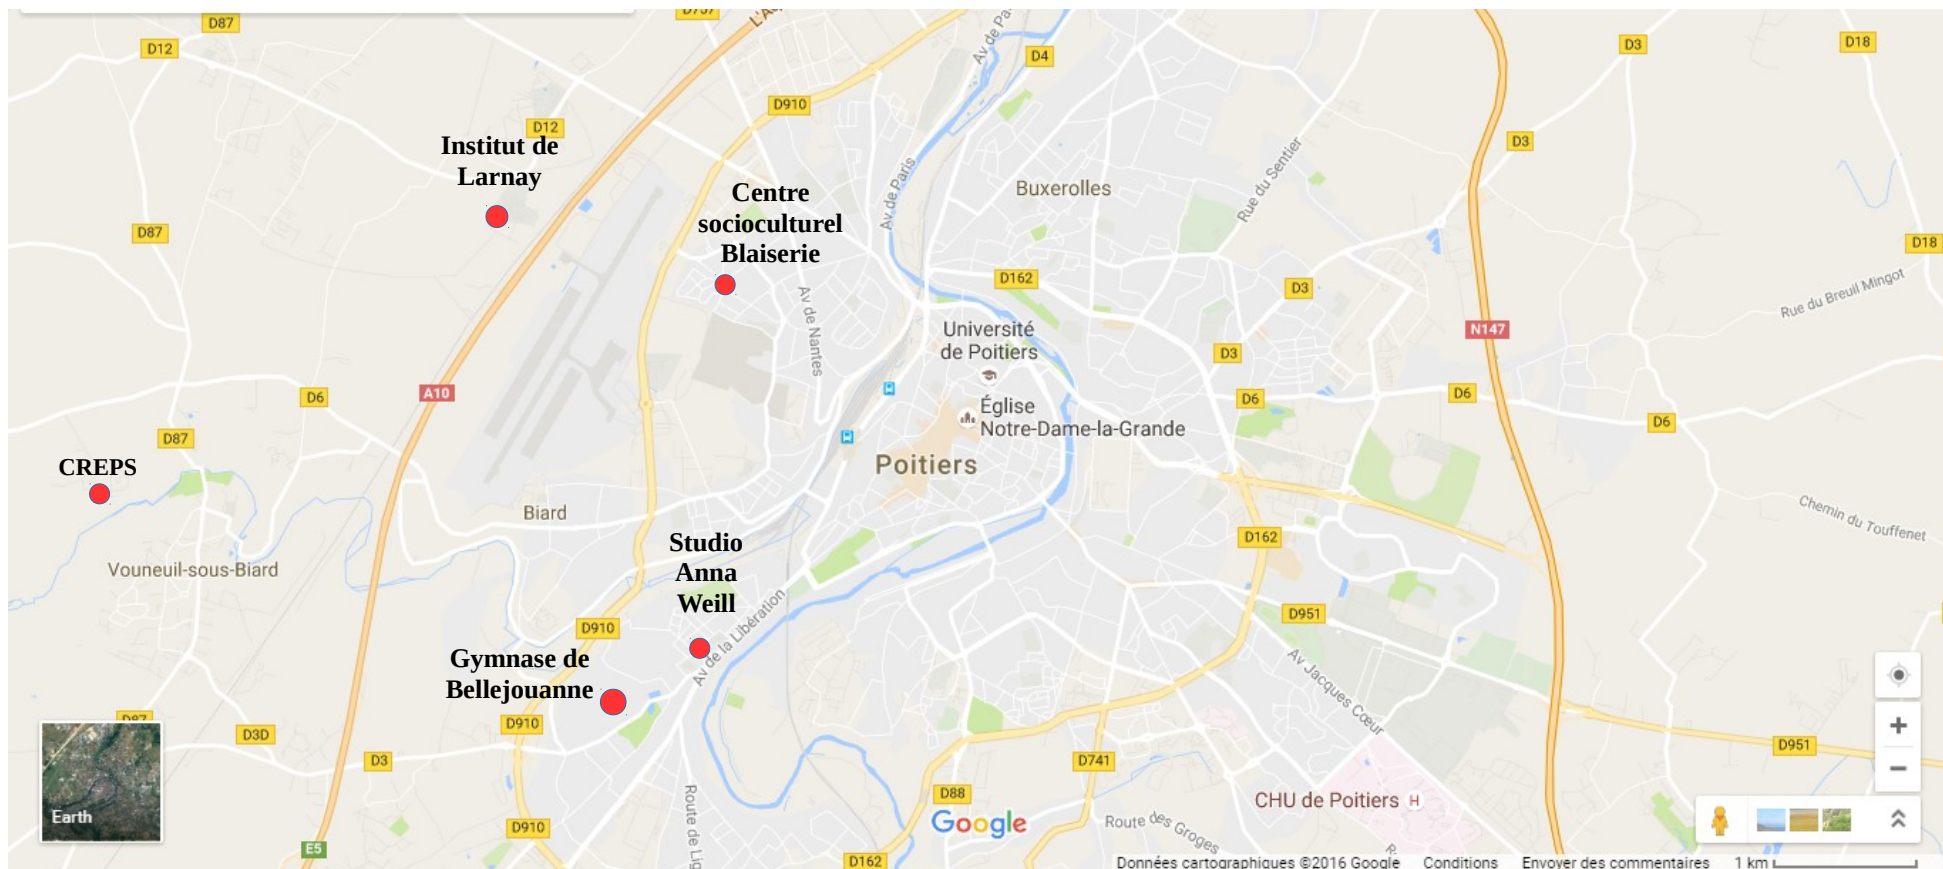 D87
D757
D12
D4
D3
D18
D910
D12
Institut de
Larnay
D3
Av de Paris
Rue du Sentier
Centre
socioculturel
Blaiserie
Buxerolles
D87
D18
D162
D3
Rue du Breuil Mingot
Av de Nantes
Université
de Poitiers
N147
D3
A10
D6
D6
D6
D6
Église
Notre-Dame-la-Grande
D87
CREPS
Poitiers
Biard
Chemin du Touffenet
D162
Studio
Anna
Weill
Vouneuil-sous-Biard
D910
Av de la Libération
D951
Gymnase de
Bellejouanne
Av Jacques Cœur
D87
D910
D3D
D3
D741
D951
D88
CHU de Poitiers H
Earth
Google
Route des Groges
D910
E5
D162
Données cartographiques ©2016 Google Conditions Envoyer des commentaires 1 km